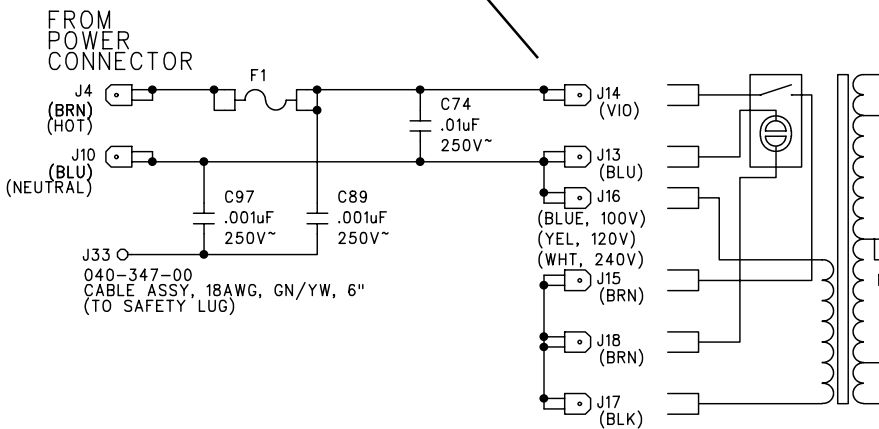 FROM
POWER
CONNECTOR
J4
(BRN)
(HOT)
J10
(BLU)
(NEUTRAL)
F1
C74
.01uF
250V~
C97
.001uF
250V~
C89
.001uF
250V~
J33
040-347-00
CABLE ASSY, 18AWG, GN/YW, 6"
(TO SAFETY LUG)
J14
(VIO)
J13
(BLU)
J16
(BLUE, 100V)
(YEL, 120V)
(WHT, 240V)
J15
(BRN)
J18
(BRN)
J17
(BLK)